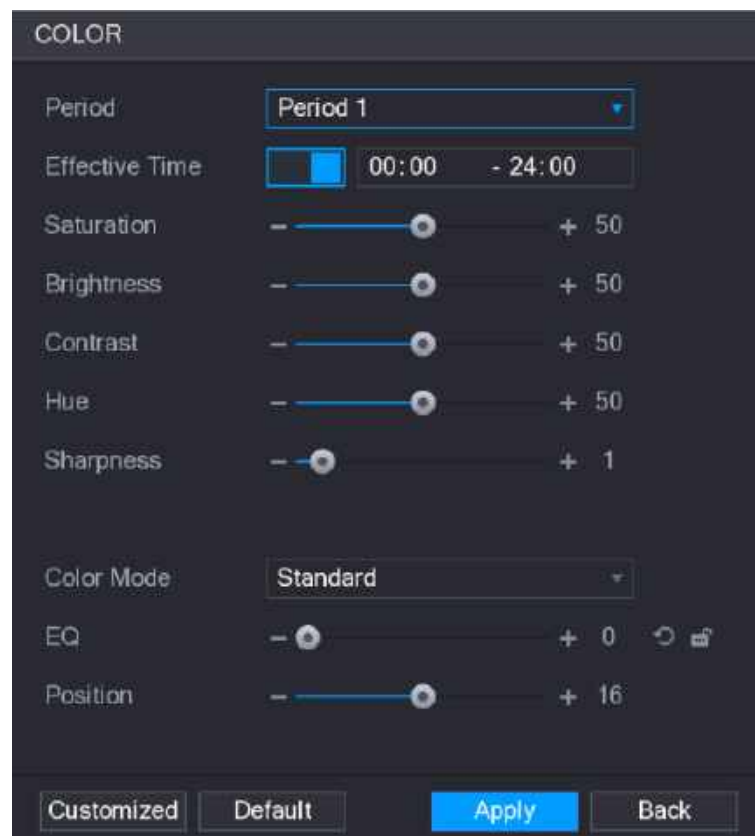 COLOR
Period Period 1
Effective Time 00:00 - 24:00
Saturation - + 50
Brightness - + 50
Contrast - + 50
Hue - + 50
Sharpness - + 1
Color Mode Standard
EQ - + 0
Position - + 16
Customized Default Apply Back